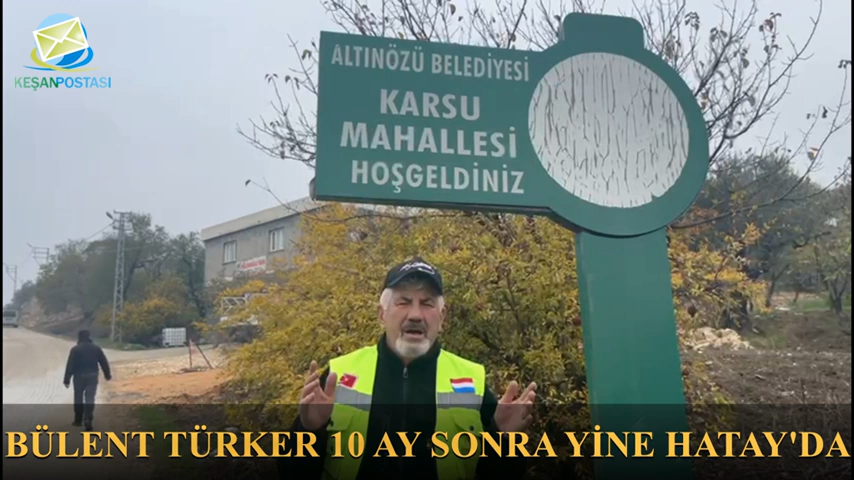 KEŞANPOSTASI
ALTINÖZÜ BELEDİYESİ
KARSU
MAHALLESİ
HOŞGELDİNİZ
BÜLENT TÜRKER 10 AY SONRA YİNE HATAY'DA